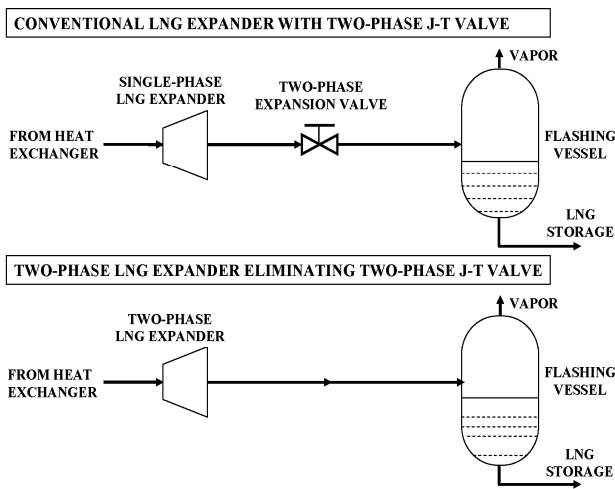 CONVENTIONAL LNG EXPANDER WITH TWO-PHASE J-T VALVE
VAPOR
SINGLE-PHASE
LNG EXPANDER
TWO-PHASE
EXPANSION VALVE
FROM HEAT
EXCHANGER
FLASHING
VESSEL
LNG
STORAGE
TWO-PHASE LNG EXPANDER ELIMINATING TWO-PHASE J-T VALVE
VAPOR
TWO-PHASE
LNG EXPANDER
FROM HEAT
EXCHANGER
FLASHING
VESSEL
LNG
STORAGE